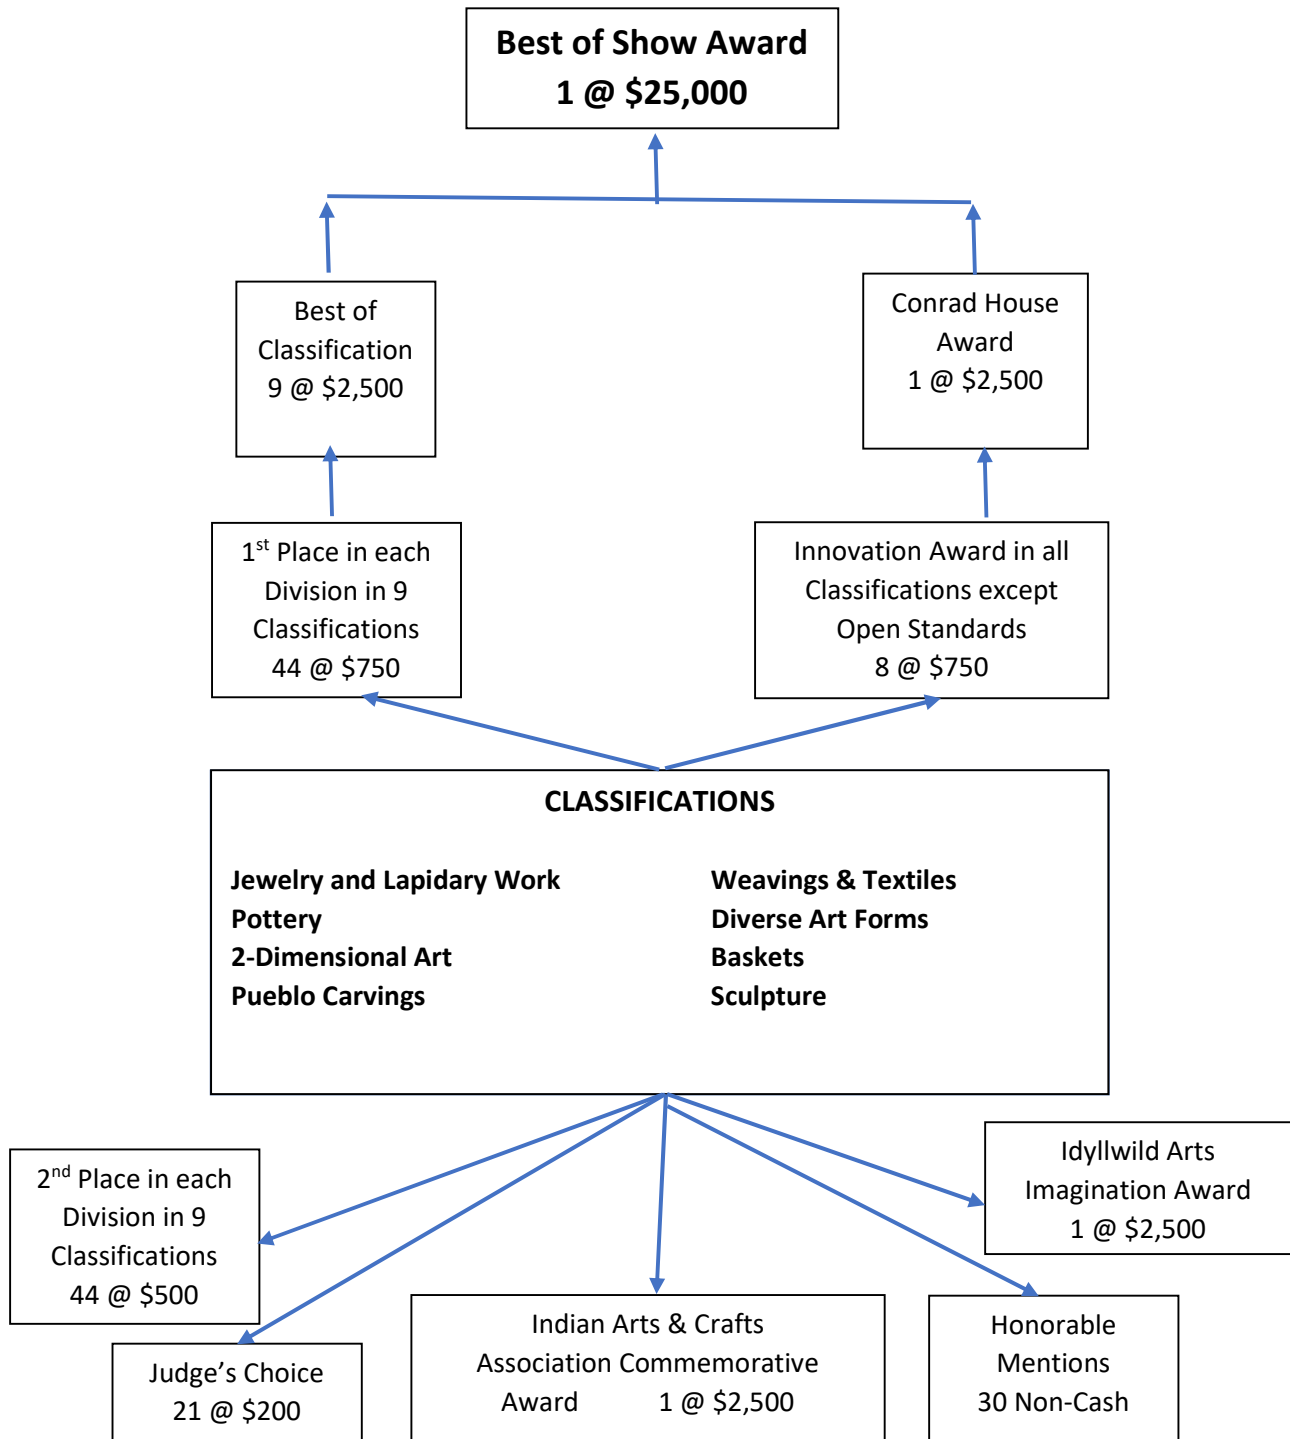 Best of Show Award
1 @ $25,000
Best of
Classification
9 @ $2,500
Conrad House
Award
1 @ $2,500
1st Place in each
Division in 9
Classifications
44 @ $750
Innovation Award in all
Classifications except
Open Standards
8 @ $750
CLASSIFICATIONS
Jewelry and Lapidary Work
Pottery
2-Dimensional Art
Pueblo Carvings
Weavings & Textiles
Diverse Art Forms
Baskets
Sculpture
2nd Place in each
Division in 9
Classifications
44 @ $500
Judge’s Choice
21 @ $200
Indian Arts & Crafts
Association Commemorative
Award 1 @ $2,500
Honorable
Mentions
30 Non-Cash
Idyllwild Arts
Imagination Award
1 @ $2,500